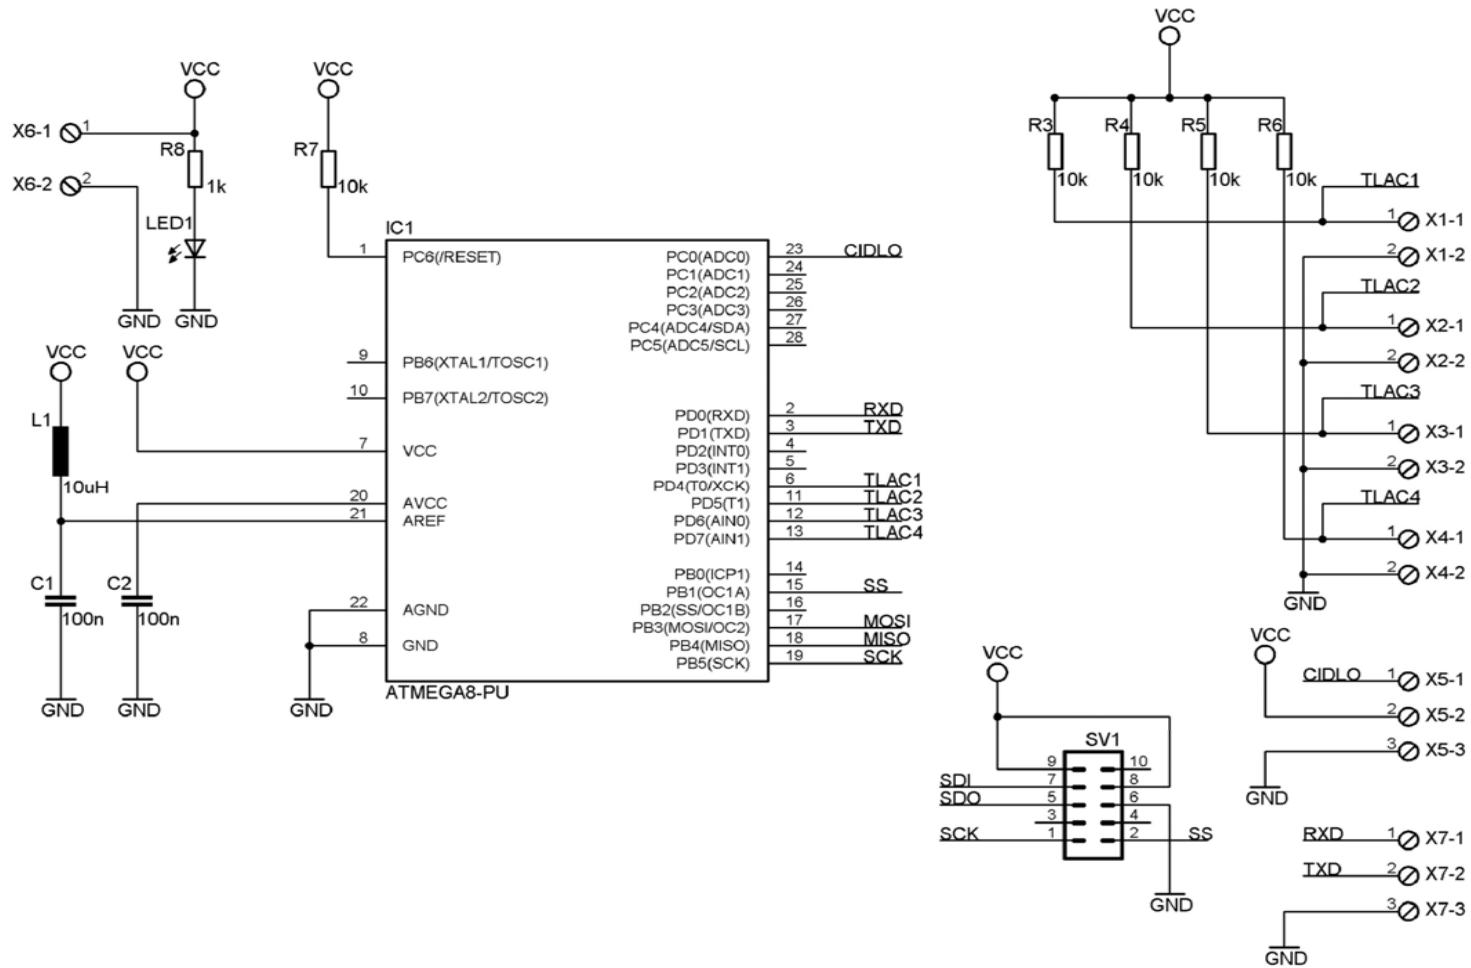 VCC
X6-1 1
R8
1k
X6-2 2
LED1
GND
GND
VCC
R7
10k
VCC
L1
10uH
C1
100n
GND
VCC
C2
100n
GND
GND
IC1
1 PC6(/RESET)
9 PB6(XTAL1/TOSC1)
10 PB7(XTAL2/TOSC2)
7 VCC
20 AVCC
21 AREF
22 AGND
8 GND
PC0(ADC0) 23 CIDLO
PC1(ADC1) 24
PC2(ADC2) 25
PC3(ADC3) 26
PC4(ADC4/SDA) 27
PC5(ADC5/SCL) 28
PD0(RXD) 2 RXD
PD1(TXD) 3 TXD
PD2(INT0) 4
PD3(INT1) 5
PD4(T0/XCK) 6 TLAC1
PD5(T1) 11 TLAC2
PD6(AIN0) 12 TLAC3
PD7(AIN1) 13 TLAC4
PB0(ICP1) 14
PB1(OC1A) 15 SS
PB2(SS/OC1B) 16
PB3(MOSI/OC2) 17 MOSI
PB4(MISO) 18 MISO
PB5(SCK) 19 SCK
ATMEGA8-PU
VCC
R3 R4 R5 R6
10k 10k 10k 10k
TLAC1
1 X1-1
2 X1-2
TLAC2
1 X2-1
2 X2-2
TLAC3
1 X3-1
2 X3-2
TLAC4
1 X4-1
2 X4-2
GND
VCC
SV1
9 10
SDI 7 8
SDO 5 6
3 4
SCK 1 2 SS
GND
VCC
CIDLO 1 X5-1
2 X5-2
3 X5-3
GND
RXD 1 X7-1
TXD 2 X7-2
3 X7-3
GND